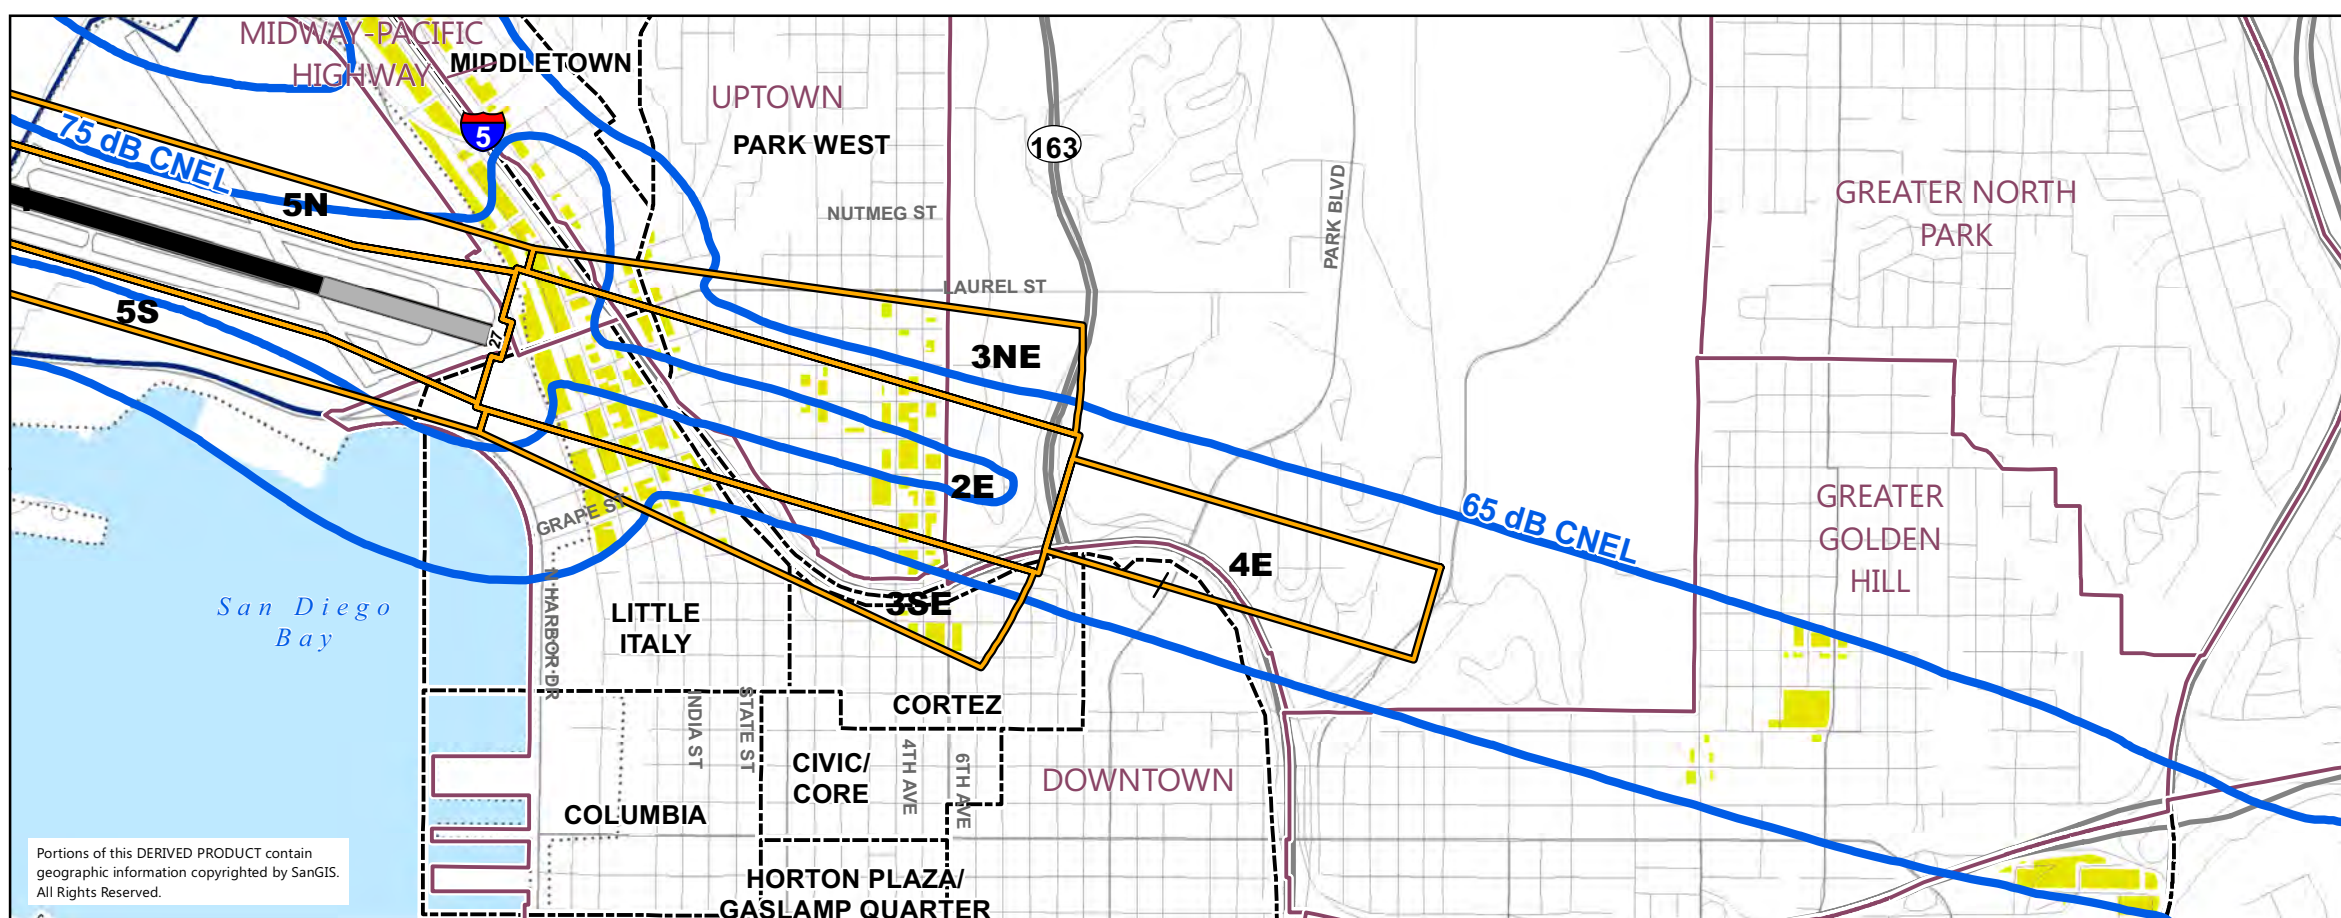 MIDWAY-PACIFIC
HIGHWAY
MIDDLETOWN
5
UPTOWN
PARK WEST
163
NUTMEG ST
PARK BLVD
GREATER NORTH
PARK
75 dB CNEL
5N
5S
27
LAUREL ST
3NE
2E
GRAPE ST
65 dB CNEL
GREATER
GOLDEN
HILL
4E
3SE
San Diego
Bay
N HARBOR DR
LITTLE
ITALY
CORTEZ
INDIA ST
STATE ST
CIVIC/
CORE
4TH AVE
6TH AVE
DOWNTOWN
COLUMBIA
HORTON PLAZA/
GASLAMP QUARTER
Portions of this DERIVED PRODUCT contain
geographic information copyrighted by SanGIS.
All Rights Reserved.